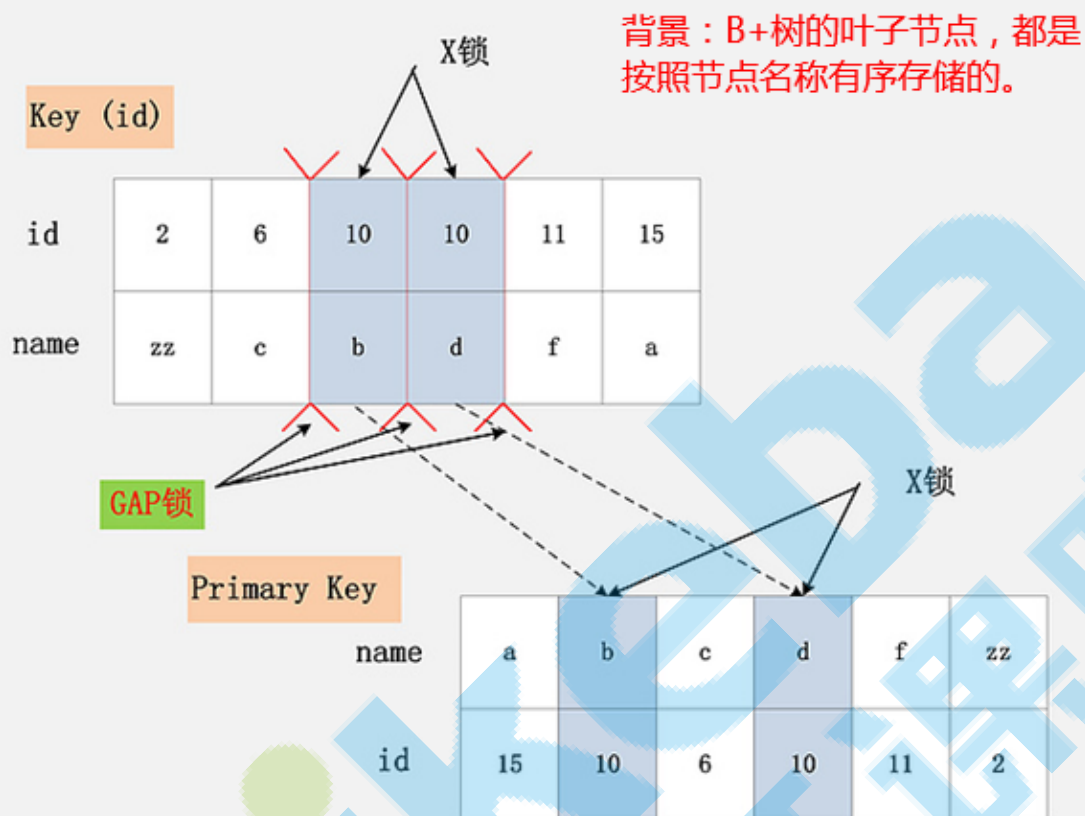 背景：B+树的叶子节点，都是
按照节点名称有序存储的。
X锁
Key (id)
id 2 6 10 10 11 15
name zz c b d f a
GAP锁
X锁
Primary Key
name a b c d f zz
id 15 10 6 10 11 2